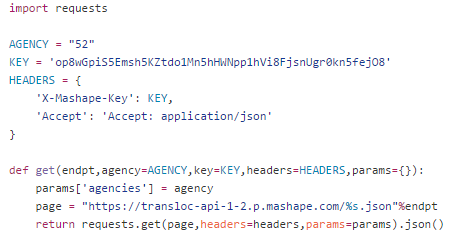 import requests
AGENCY = "52"
KEY = 'op8wGpiS5Emsh5KZtdo1Mn5hHWNpp1hVi8FjsnUgr0kn5fejO8'
HEADERS = {
    'X-Mashape-Key': KEY,
    'Accept': 'Accept: application/json'
}
def get(endpt,agency=AGENCY,key=KEY,headers=HEADERS,params={}):
    params['agencies'] = agency
    page = "https://transloc-api-1-2.p.mashape.com/%s.json"%endpt
    return requests.get(page,headers=headers,params=params).json()